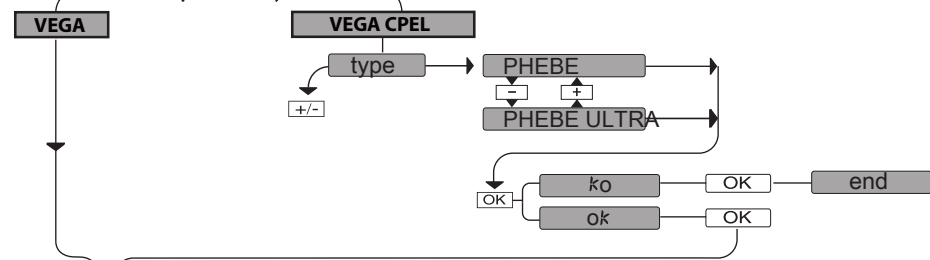 VEGA
VEGA CPEL
type
PHEBE
+/-
-
+
PHEBE ULTRA
OK
ko
OK
end
ok
OK